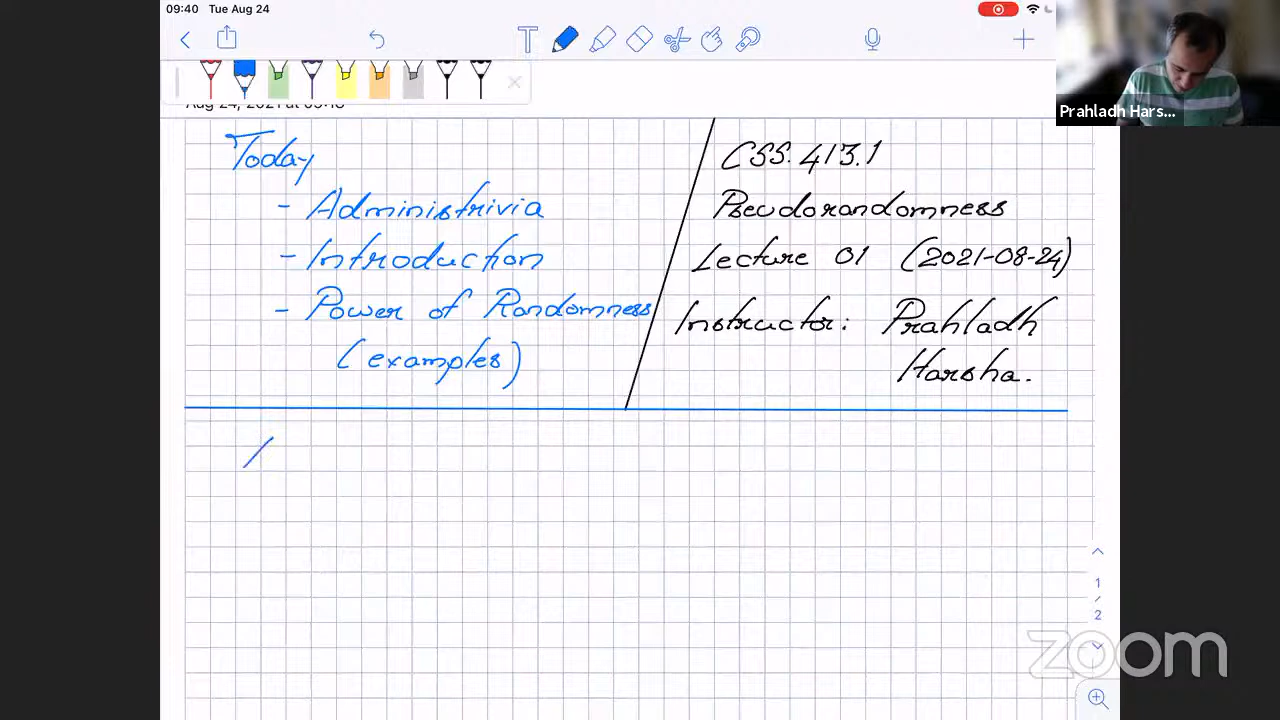 09:40 Tue Aug 24
Prahladh Hars...
Today
- Administrivia
- Introduction
- Power of Randomness
(examples)
CSS.413.1
Pseudorandomness
Lecture 01 (2021-08-24)
Instructor: Prahladh
Harsha.
1
2
zoom